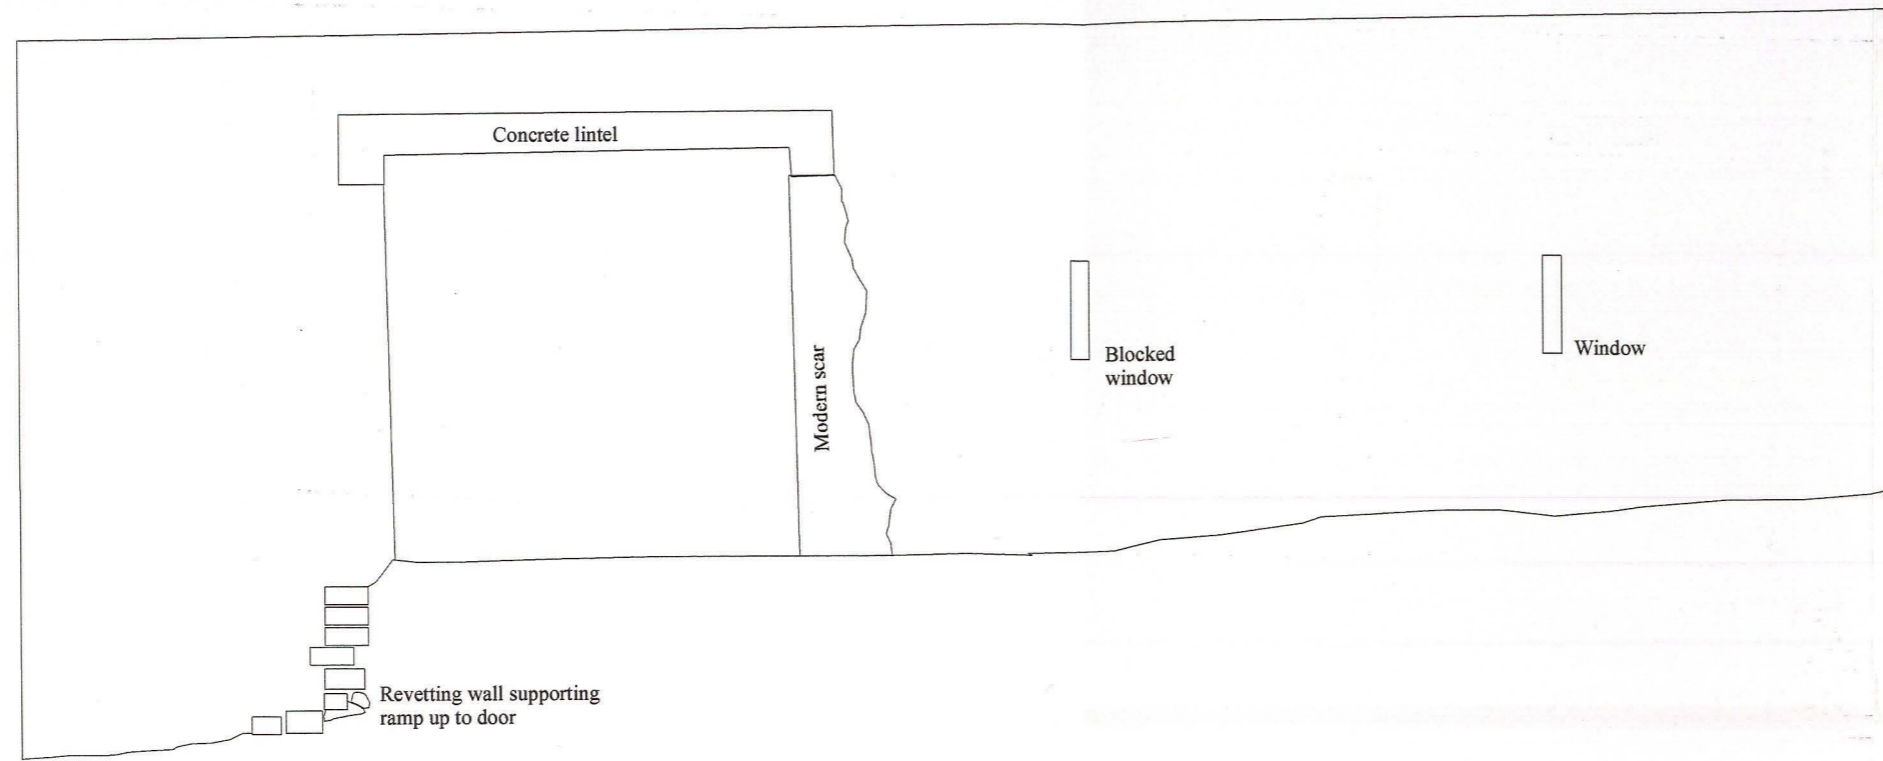 Concrete lintel
Modern scar
Blocked
window
Window
Revetting wall supporting
ramp up to door